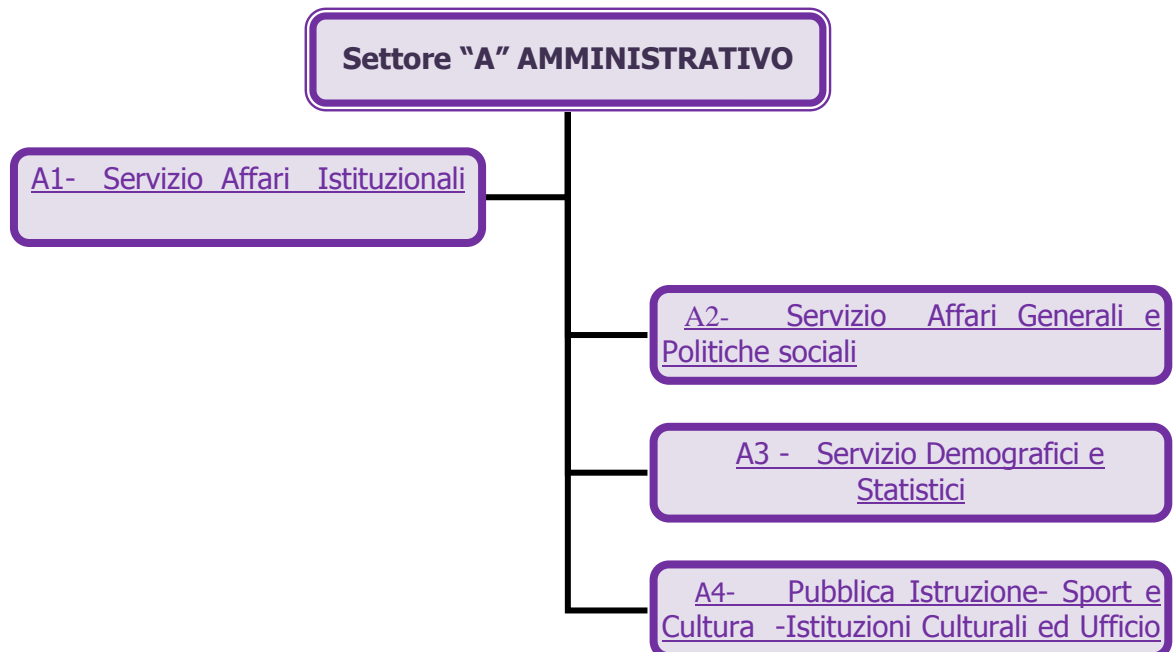 Settore “A” AMMINISTRATIVO
A1- Servizio Affari Istituzionali
A2- Servizio Affari Generali e
Politiche sociali
A3 - Servizio Demografici e
Statistici
A4- Pubblica Istruzione- Sport e
Cultura -Istituzioni Culturali ed Ufficio